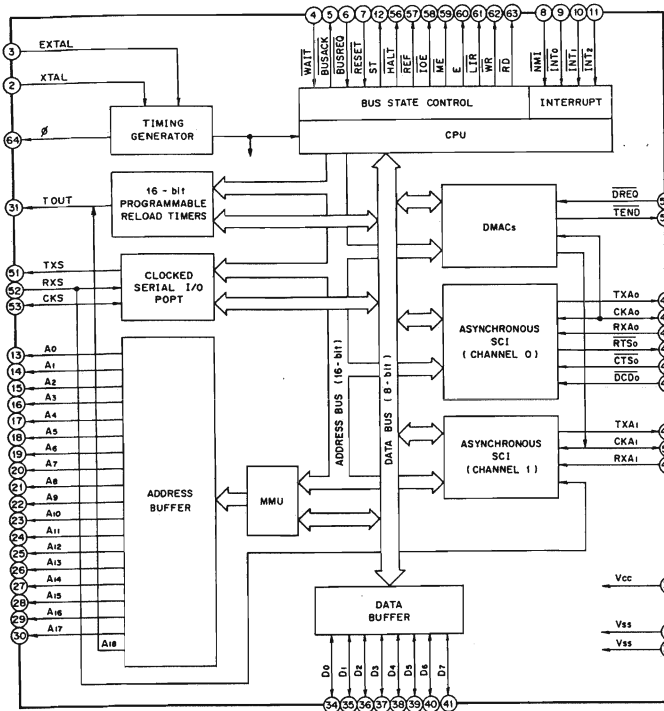 4 5 6 7 12 56 57 58 59 60 61 62 63 8 9 10 11
WAIT BUSACK BUSREQ RESET ST HALT REF IOE ME E LIR WR RD NMI INT0 INT1 INT2
3 EXTAL
2 XTAL
64 ø
TIMING
GENERATOR
BUS STATE CONTROL
INTERRUPT
CPU
31 TOUT
16 - bit
PROGRAMMABLE
RELOAD TIMERS
51 TXS
52 RXS
53 CKS
CLOCKED
SERIAL I/O
POPT
DMACs
DREQ
TEND
ASYNCHRONOUS
SCI
(CHANNEL 0)
TXA0
CKA0
RXA0
RTS0
CTS0
DCD0
ASYNCHRONOUS
SCI
(CHANNEL 1)
TXA1
CKA1
RXA1
13 A0
14 A1
15 A2
16 A3
17 A4
18 A5
19 A6
20 A7
21 A8
22 A9
23 A10
24 A11
25 A12
26 A13
27 A14
28 A15
29 A16
30 A17
A18
ADDRESS
BUFFER
MMU
ADDRESS BUS (16-bit)
DATA BUS (8-bit)
DATA
BUFFER
Vcc
Vss
Vss
D0 D1 D2 D3 D4 D5 D6 D7
34 35 36 37 38 39 40 41